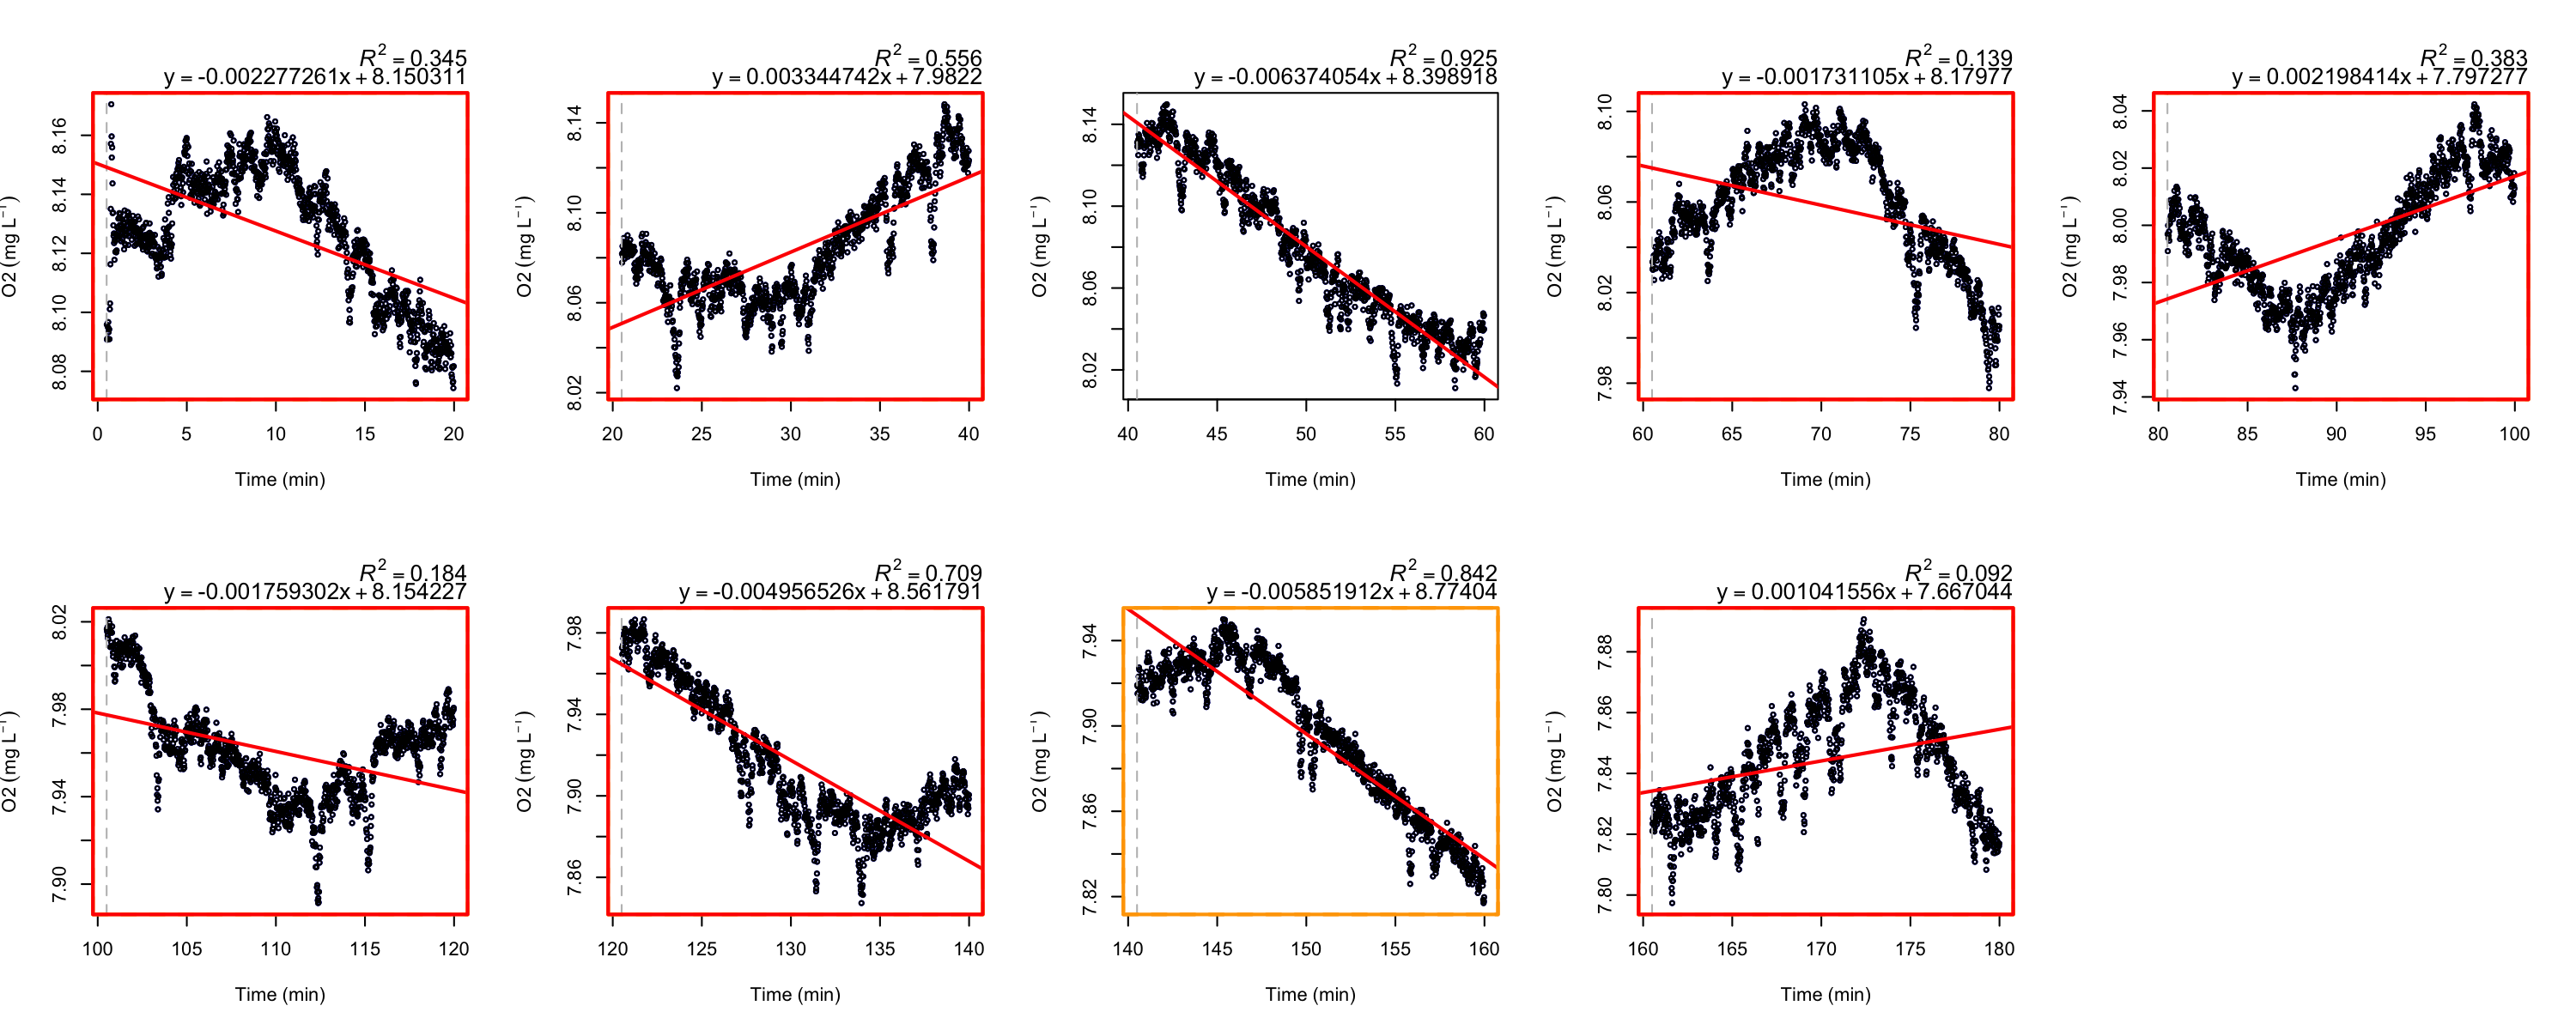 R² = 0.345
y = -0.002277261x + 8.150311
O2 (mg L⁻¹)
8.16
8.14
8.12
8.10
8.08
0 5 10 15 20
Time (min)
R² = 0.556
y = 0.003344742x + 7.9822
O2 (mg L⁻¹)
8.14
8.10
8.06
8.02
20 25 30 35 40
Time (min)
R² = 0.925
y = -0.006374054x + 8.398918
O2 (mg L⁻¹)
8.14
8.10
8.06
8.02
40 45 50 55 60
Time (min)
R² = 0.139
y = -0.001731105x + 8.17977
O2 (mg L⁻¹)
8.10
8.06
8.02
7.98
60 65 70 75 80
Time (min)
R² = 0.383
y = 0.002198414x + 7.797277
O2 (mg L⁻¹)
8.04
8.02
8.00
7.98
7.96
7.94
80 85 90 95 100
Time (min)
R² = 0.184
y = -0.001759302x + 8.154227
O2 (mg L⁻¹)
8.02
7.98
7.94
7.90
100 105 110 115 120
Time (min)
R² = 0.709
y = -0.004956526x + 8.561791
O2 (mg L⁻¹)
7.98
7.94
7.90
7.86
120 125 130 135 140
Time (min)
R² = 0.842
y = -0.005851912x + 8.77404
O2 (mg L⁻¹)
7.94
7.90
7.86
7.82
140 145 150 155 160
Time (min)
R² = 0.092
y = 0.001041556x + 7.667044
O2 (mg L⁻¹)
7.88
7.86
7.84
7.82
7.80
160 165 170 175 180
Time (min)